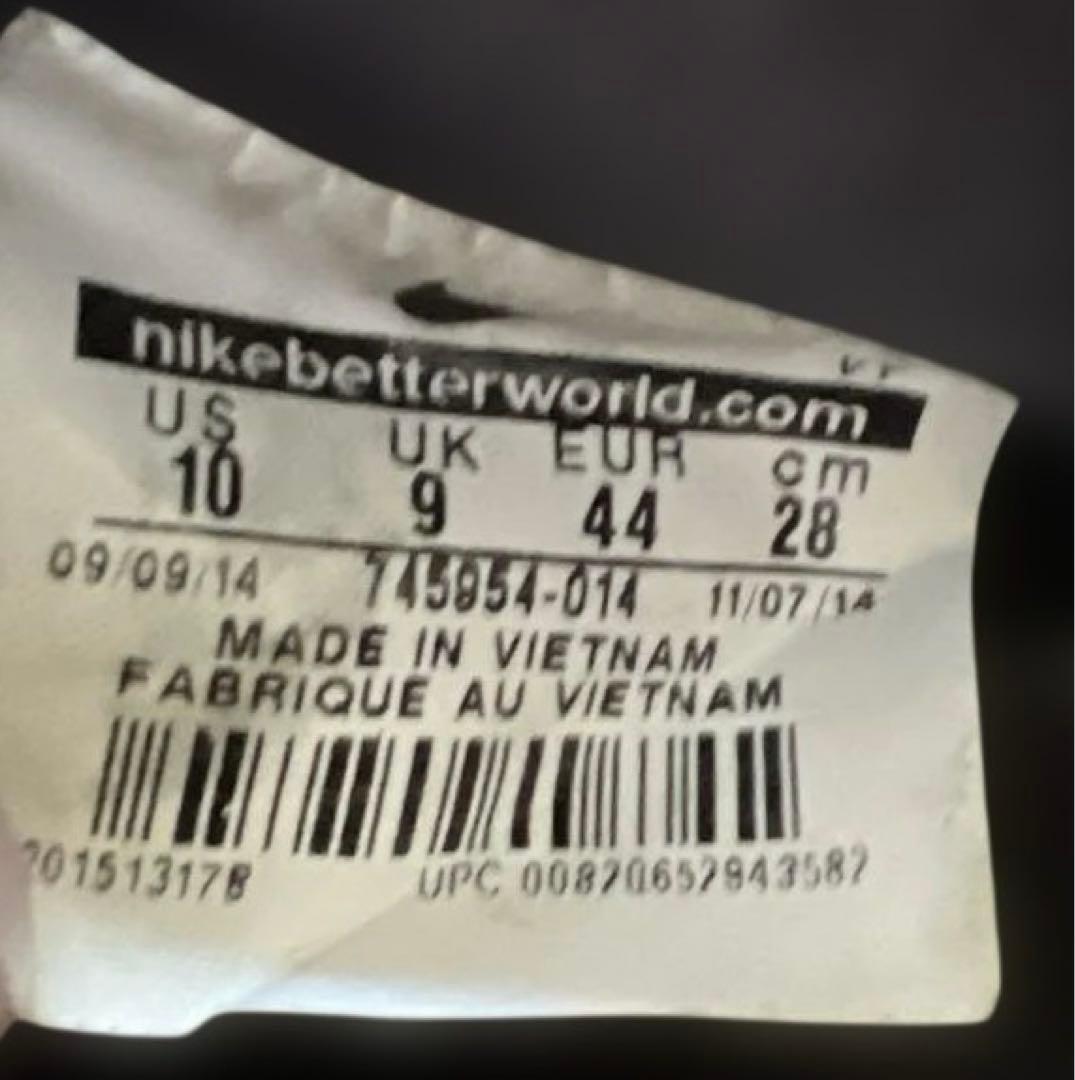 nikebetterworld.com
US UK EUR cm
10 9 44 28
09/09/14 745954-014 11/07/14
MADE IN VIETNAM
FABRIQUE AU VIETNAM
UPC 00820652943582